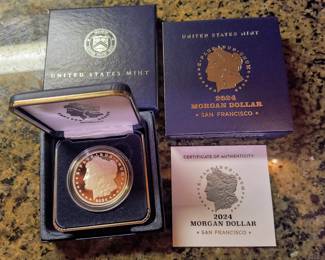 UNITED STATES MINT
UNITED STATES MINT
2024
MORGAN DOLLAR
SAN FRANCISCO
CERTIFICATE OF AUTHENTICITY
2024
MORGAN DOLLAR
SAN FRANCISCO